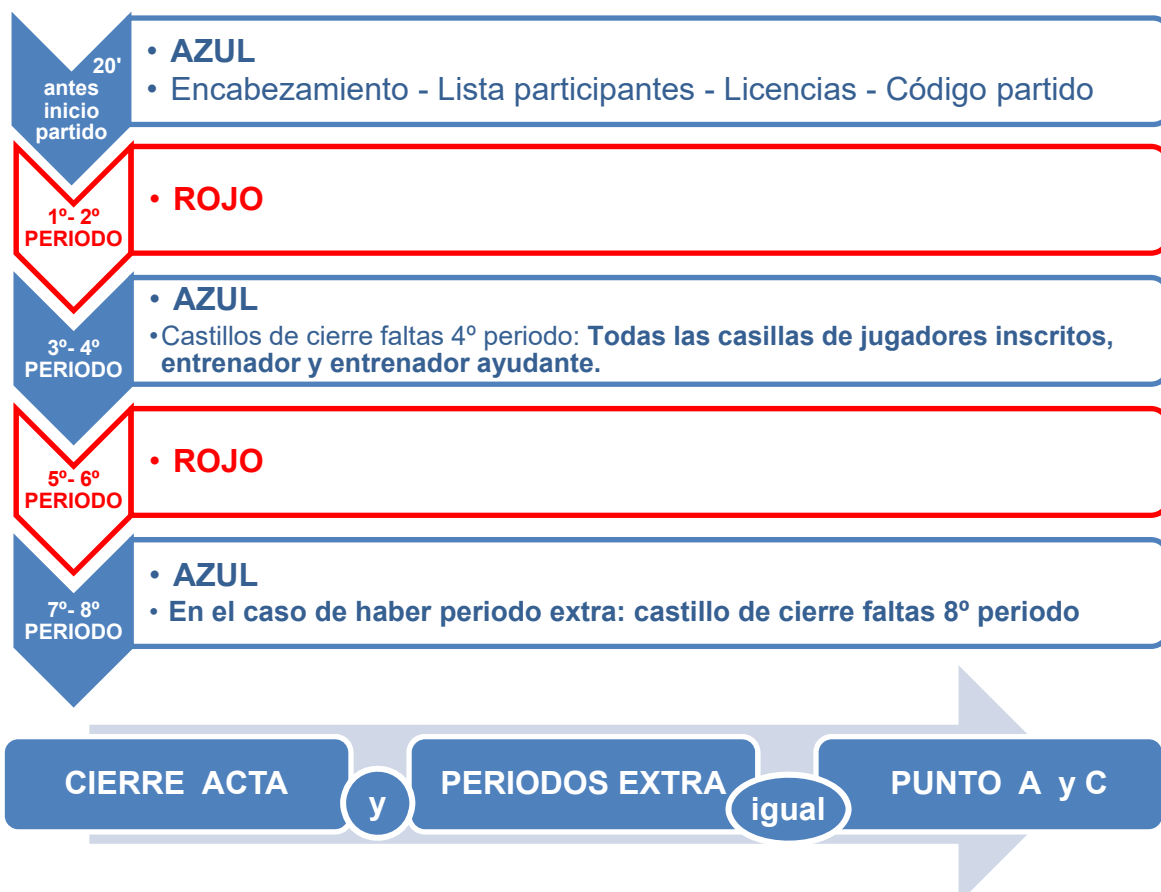 20'
antes
inicio
partido
• AZUL
• Encabezamiento - Lista participantes - Licencias - Código partido
1º- 2º
PERIODO
• ROJO
3º- 4º
PERIODO
• AZUL
•Castillos de cierre faltas 4º periodo: Todas las casillas de jugadores inscritos,
entrenador y entrenador ayudante.
5º- 6º
PERIODO
• ROJO
7º- 8º
PERIODO
• AZUL
• En el caso de haber periodo extra: castillo de cierre faltas 8º periodo
CIERRE ACTA
y
PERIODOS EXTRA
igual
PUNTO A y C